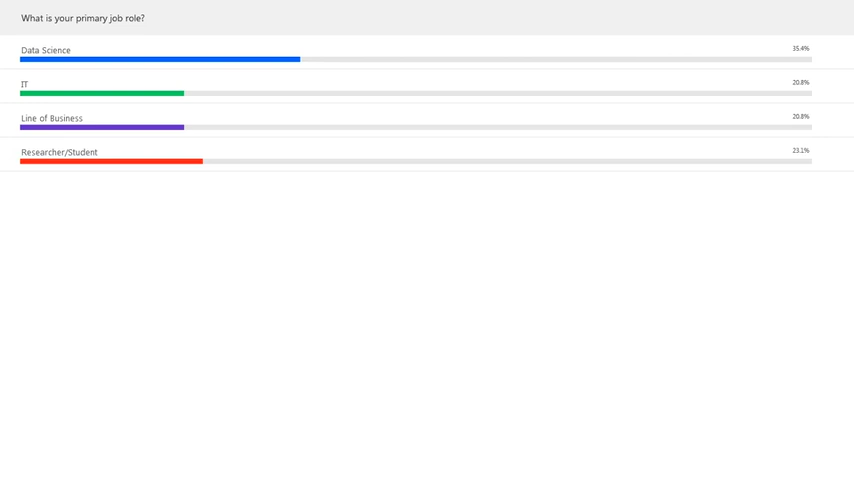 What is your primary job role?
Data Science 35.4%
IT 20.8%
Line of Business 20.8%
Researcher/Student 23.1%